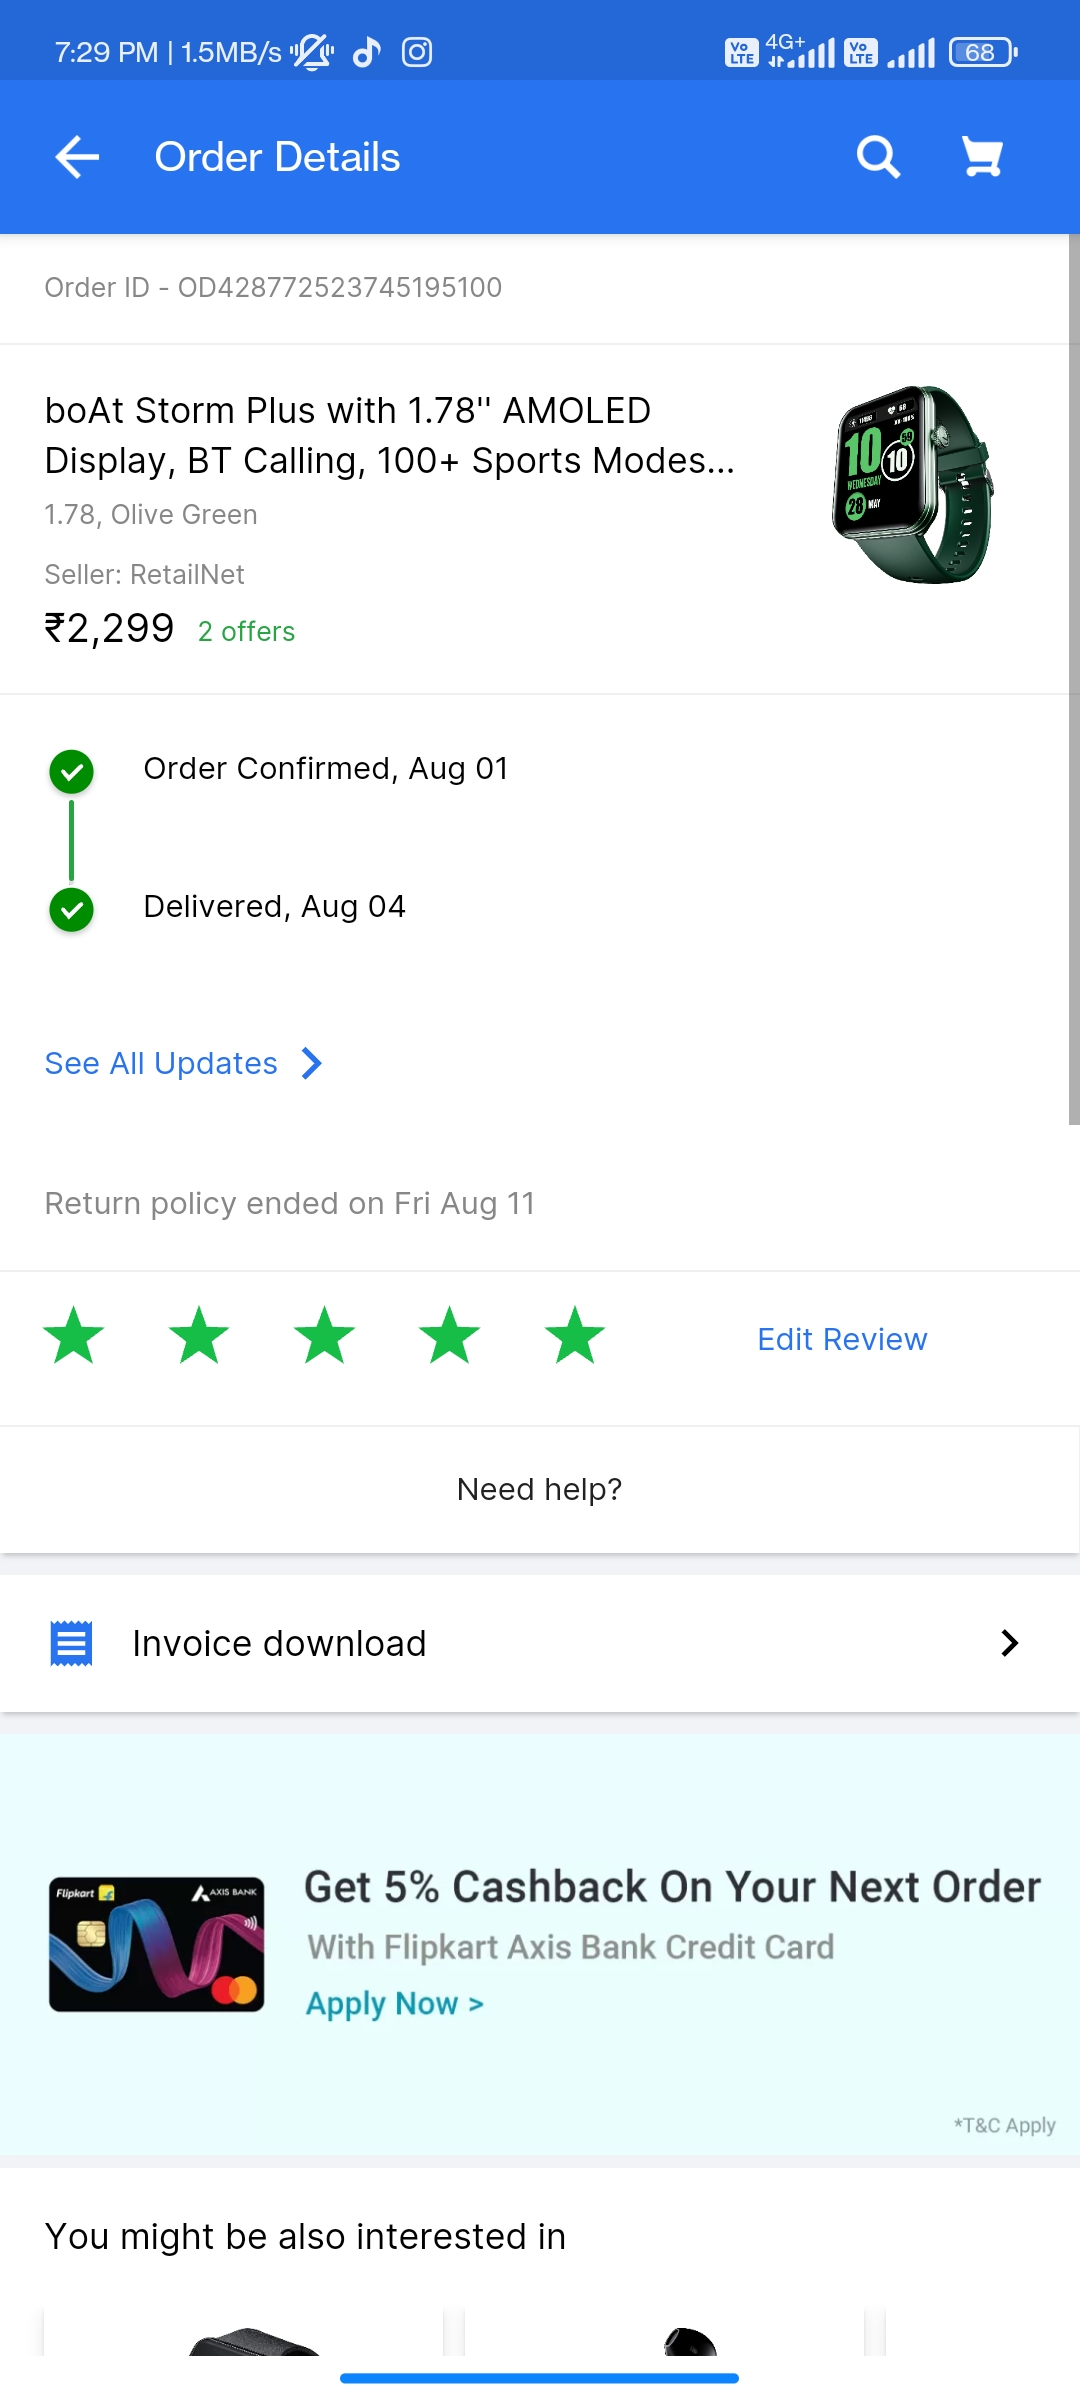 7:29 PM | 1.5MB/s
Vo LTE 4G+ Vo LTE 68
Order Details
Order ID - OD428772523745195100
boAt Storm Plus with 1.78" AMOLED
Display, BT Calling, 100+ Sports Modes...
1.78, Olive Green
Seller: RetailNet
₹2,299 2 offers
10
10
WEDNESDAY
28 MAY
Order Confirmed, Aug 01
Delivered, Aug 04
See All Updates
Return policy ended on Fri Aug 11
Edit Review
Need help?
Invoice download
Flipkart AXIS BANK
Get 5% Cashback On Your Next Order
With Flipkart Axis Bank Credit Card
Apply Now >
*T&C Apply
You might be also interested in